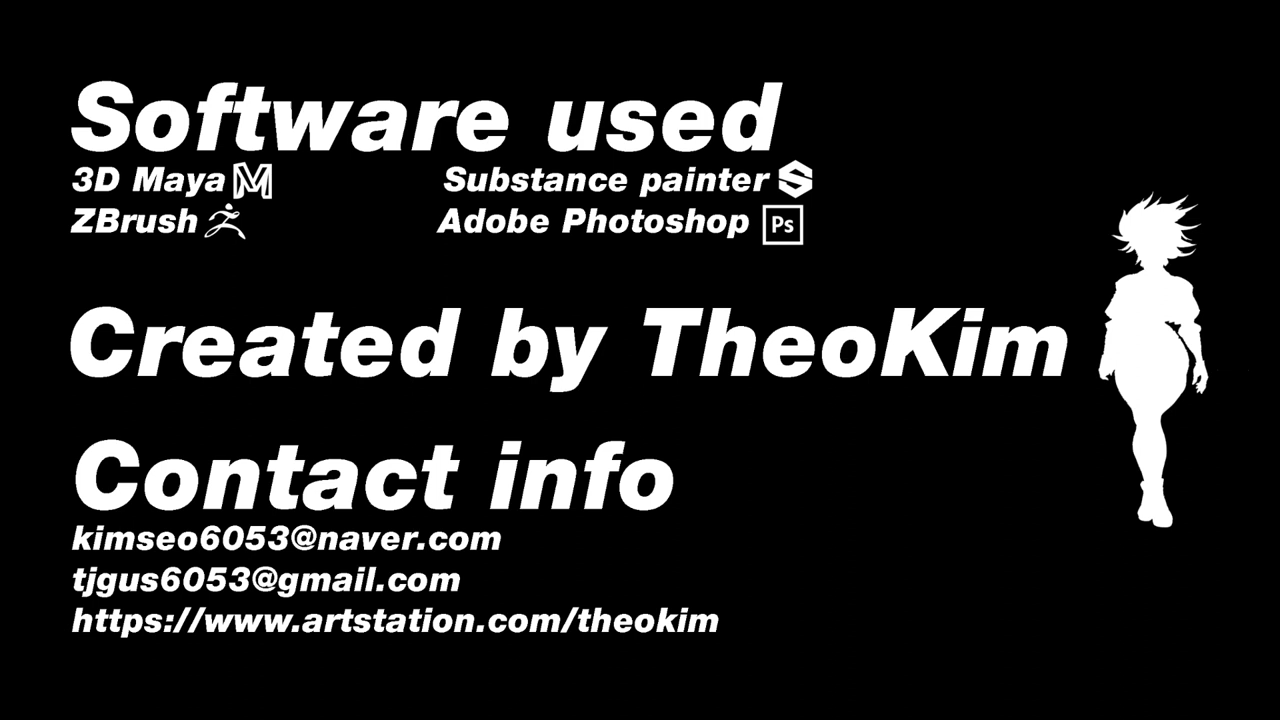 Software used
3D Maya M Substance painter S
ZBrush Adobe Photoshop Ps
Created by TheoKim
Contact info
kimseo6053@naver.com
tjgus6053@gmail.com
https://www.artstation.com/theokim